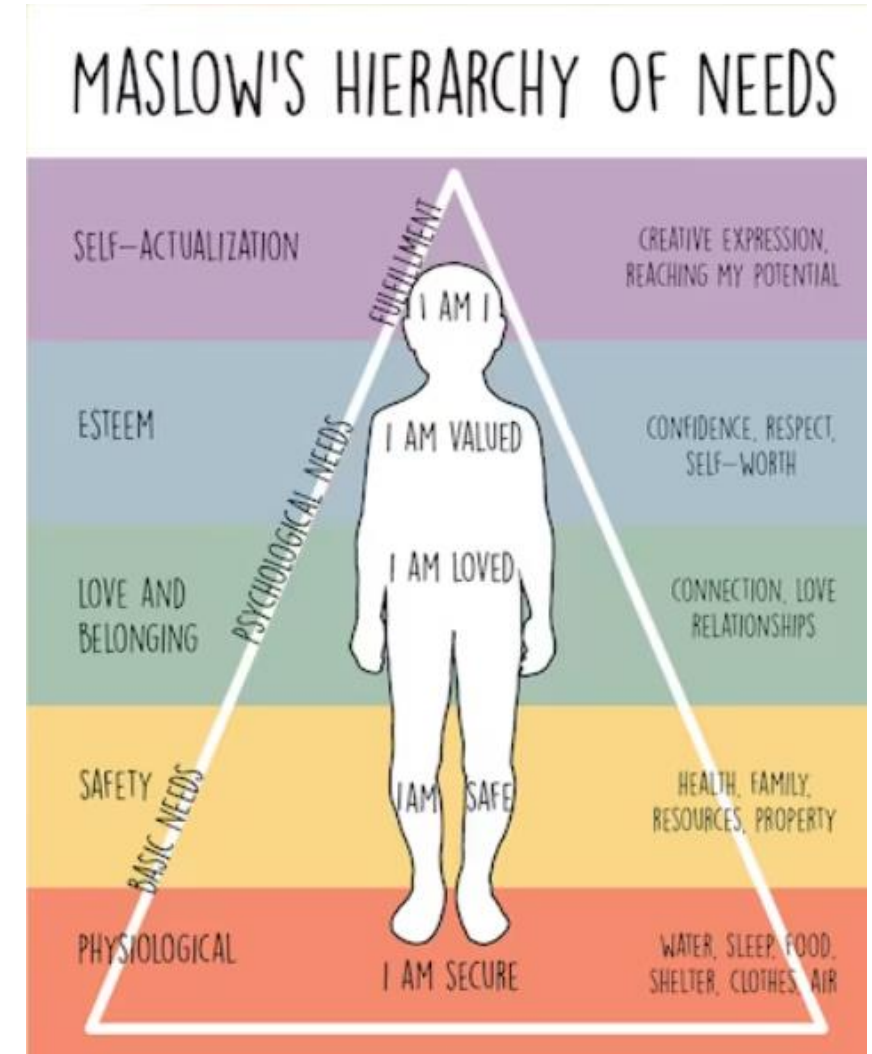 MASLOW'S HIERARCHY OF NEEDS
SELF-ACTUALIZATION
FULFILLMENT
I AM I
CREATIVE EXPRESSION,
REACHING MY POTENTIAL
ESTEEM
PSYCHOLOGICAL NEEDS
I AM VALUED
CONFIDENCE, RESPECT,
SELF-WORTH
LOVE AND
BELONGING
I AM LOVED
CONNECTION, LOVE
RELATIONSHIPS
SAFETY
BASIC NEEDS
I AM SAFE
HEALTH, FAMILY,
RESOURCES, PROPERTY
PHYSIOLOGICAL
I AM SECURE
WATER, SLEEP, FOOD,
SHELTER, CLOTHES, AIR